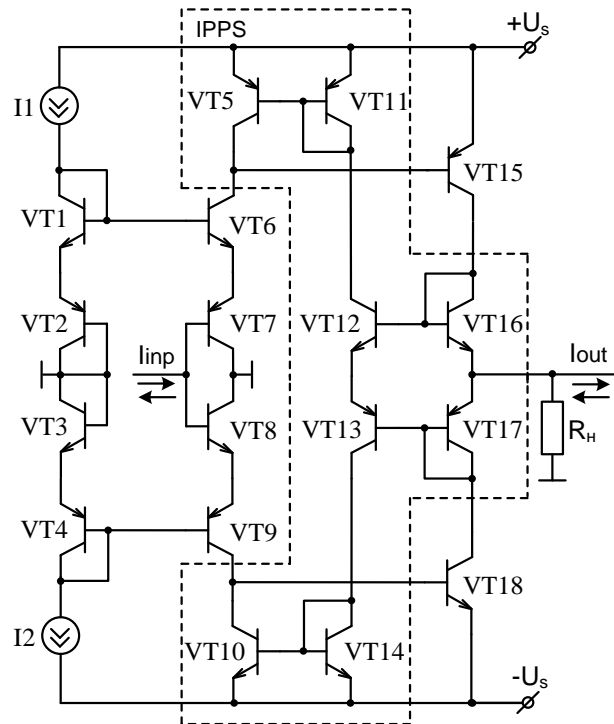 IPPS
+Us
VT5
VT11
I1
VT15
VT1
VT6
VT2
VT7
VT12
VT16
Iinp
Iout
VT3
VT8
VT13
VT17
RH
VT4
VT9
VT18
I2
VT10
VT14
-Us